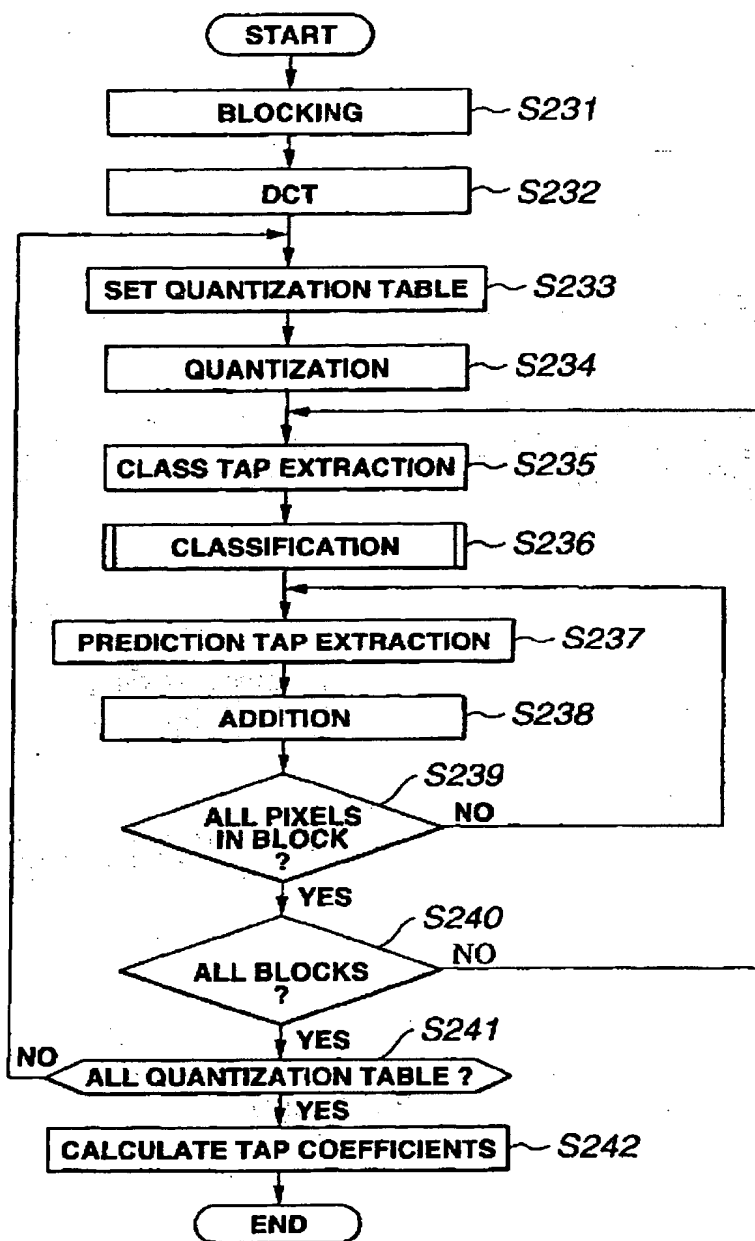 START
BLOCKING S231
DCT S232
SET QUANTIZATION TABLE S233
QUANTIZATION S234
CLASS TAP EXTRACTION S235
CLASSIFICATION S236
PREDICTION TAP EXTRACTION S237
ADDITION S238
S239
ALL PIXELS
IN BLOCK
?
NO
YES
S240
ALL BLOCKS
?
NO
YES
S241
NO
ALL QUANTIZATION TABLE ?
YES
CALCULATE TAP COEFFICIENTS S242
END